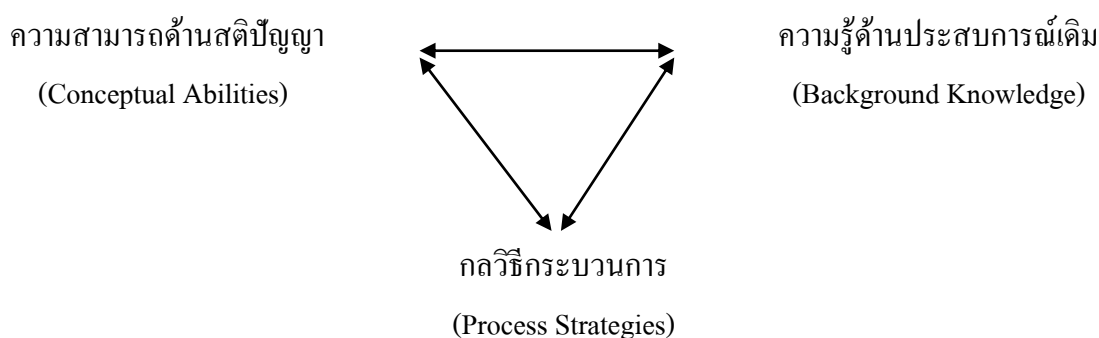 ความสามารถด้านสติปัญญา
(Conceptual Abilities)
ความรู้ด้านประสบการณ์เดิม
(Background Knowledge)
กลวิธีกระบวนการ
(Process Strategies)